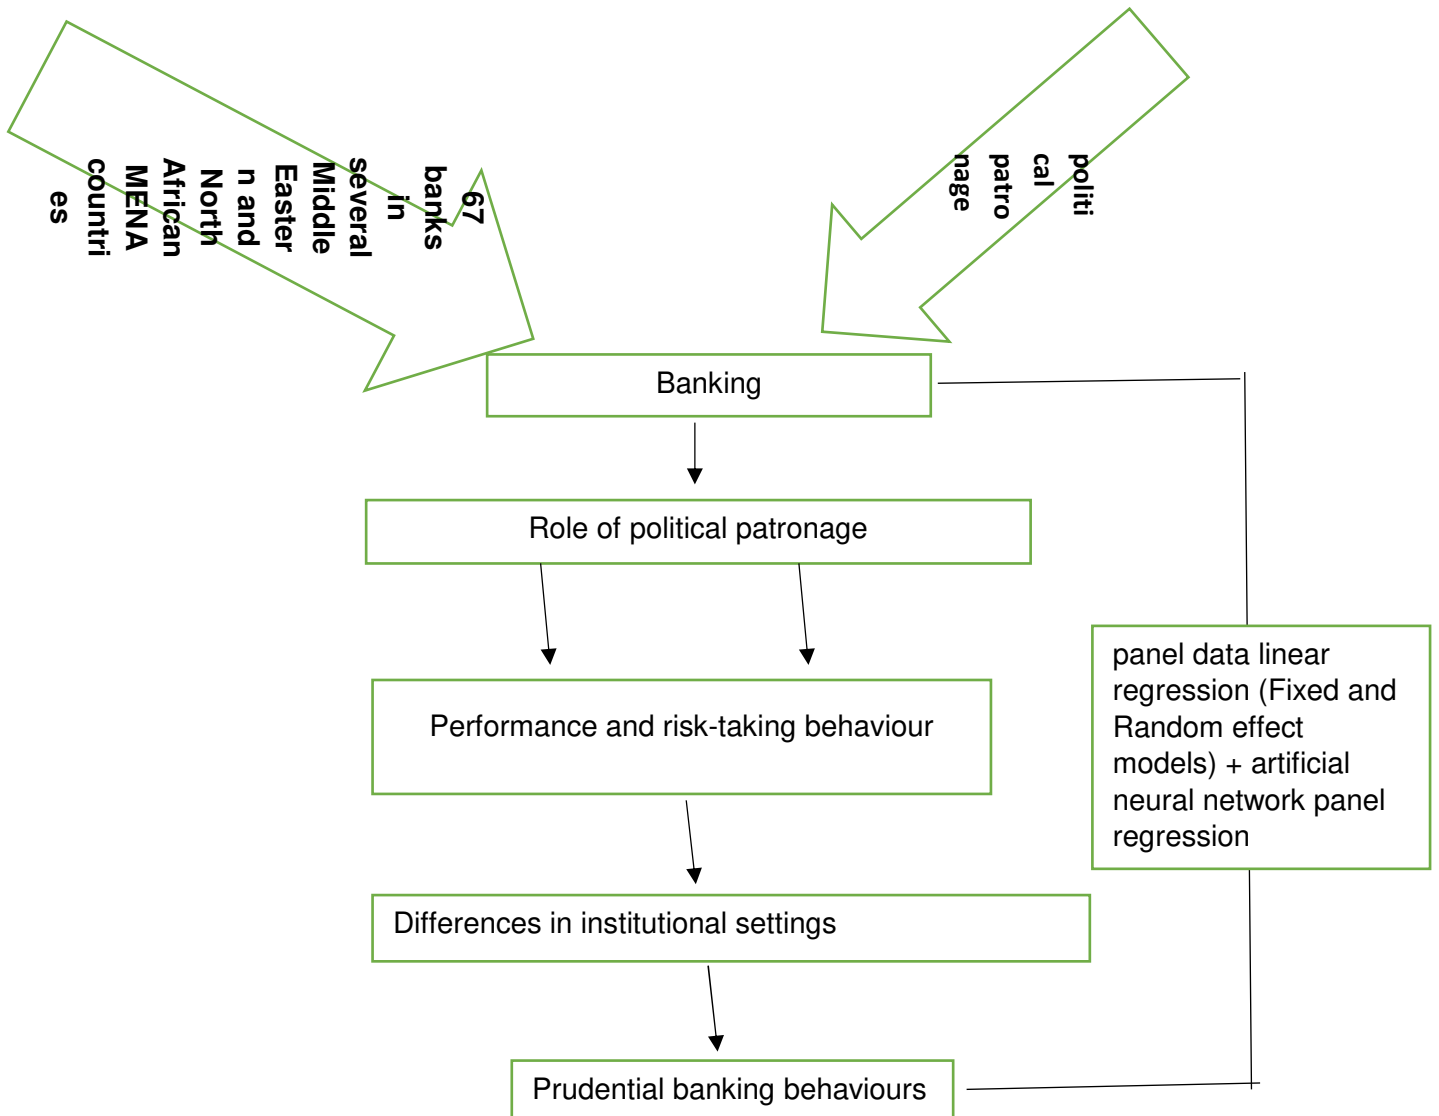 67
banks
in
several
Middle
Easter
n and
North
African
MENA
countri
es
politi
cal
patro
nage
Banking
Role of political patronage
Performance and risk-taking behaviour
panel data linear
regression (Fixed and
Random effect
models) + artificial
neural network panel
regression
Differences in institutional settings
Prudential banking behaviours